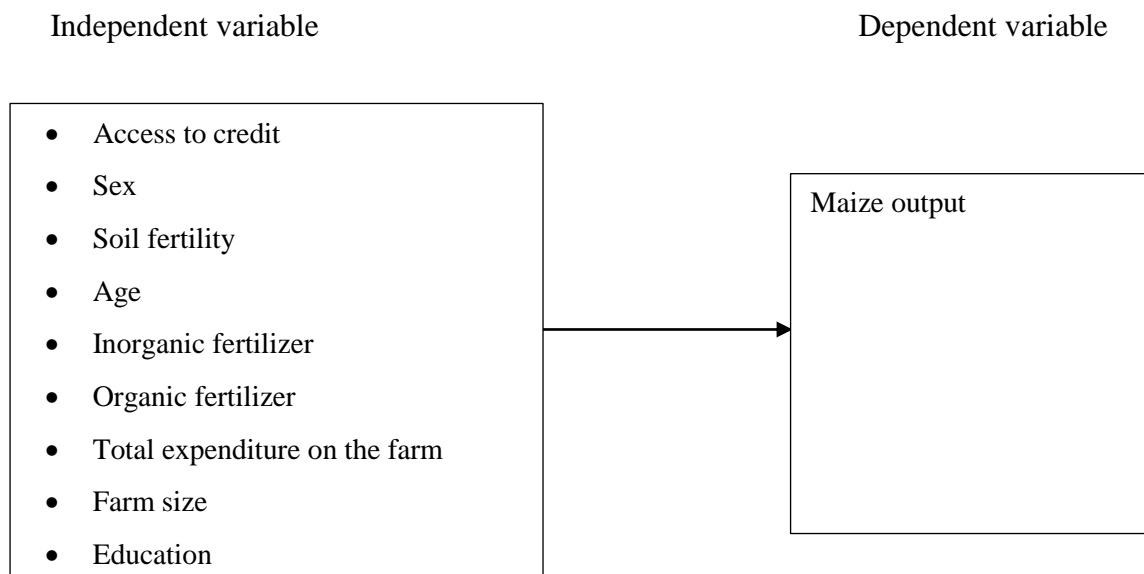 Independent variable
Dependent variable
• Access to credit
• Sex
• Soil fertility
• Age
• Inorganic fertilizer
• Organic fertilizer
• Total expenditure on the farm
• Farm size
• Education
Maize output